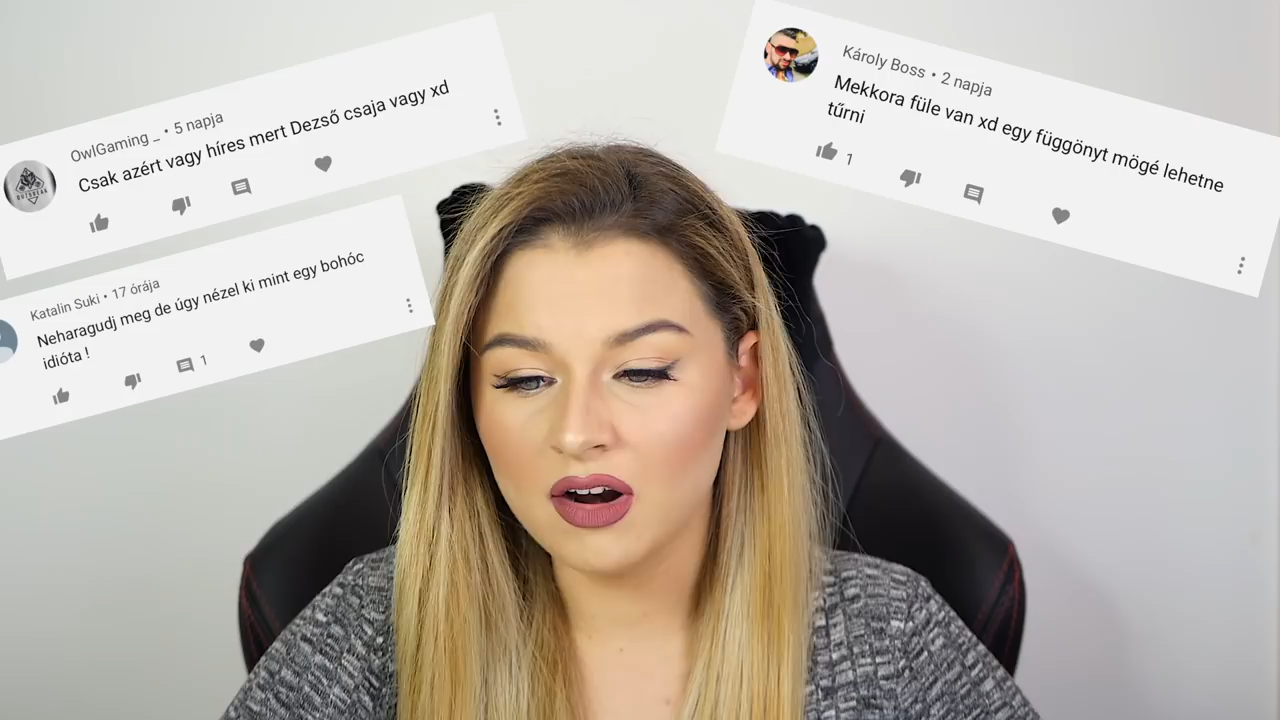 OwlGaming _ • 5 napja
Csak azért vagy híres mert Dezső csaja vagy xd
Katalin Suki • 17 órája
Neharagudj meg de úgy nézel ki mint egy bohóc
idióta !
1
Károly Boss • 2 napja
Mekkora füle van xd egy függönyt mögé lehetne
tűrni
1